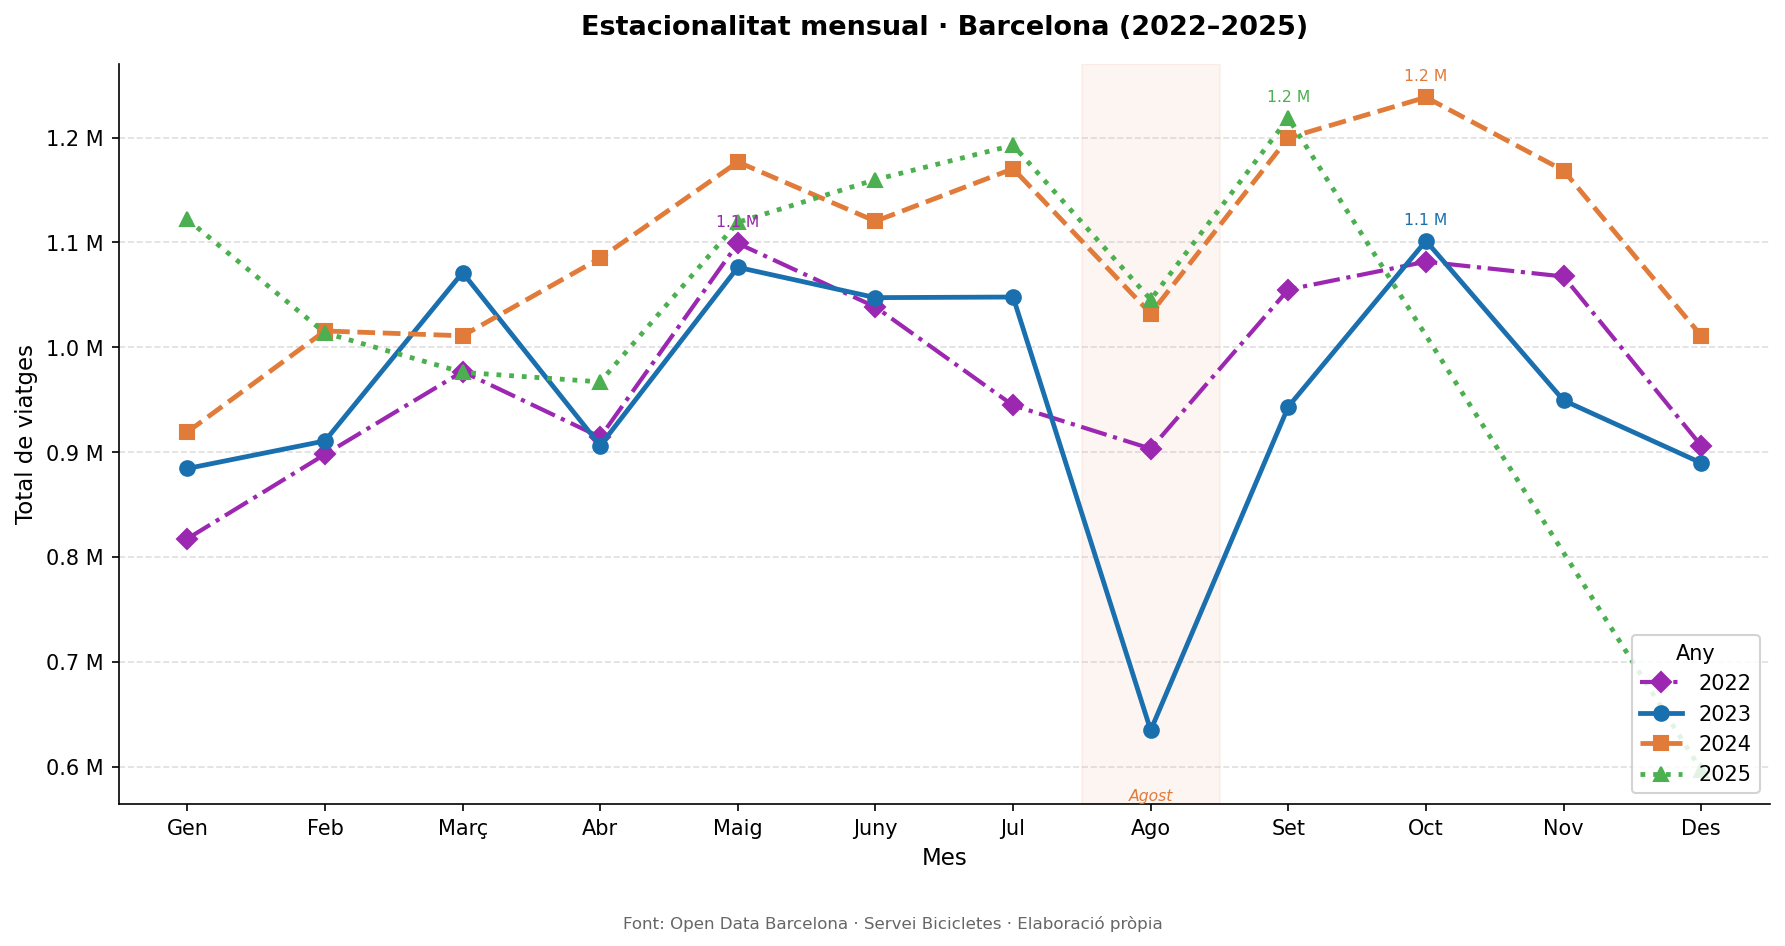 Estacionalitat mensual · Barcelona (2022–2025)
Total de viatges
1.2 M
1.1 M
1.0 M
0.9 M
0.8 M
0.7 M
0.6 M
1.1 M
1.2 M
1.2 M
1.1 M
Agost
Any
2022
2023
2024
2025
Gen Feb Març Abr Maig Juny Jul Ago Set Oct Nov Des
Mes
Font: Open Data Barcelona · Servei Bicicletes · Elaboració pròpia